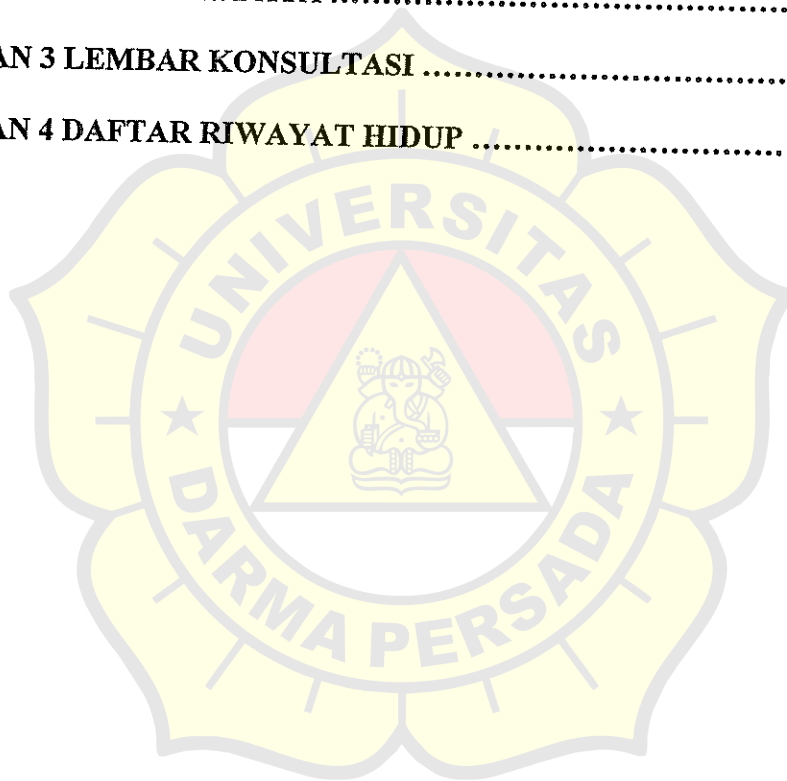 AN 3 LEMBAR KONSULTASI ........................................
AN 4 DAFTAR RIWAYAT HIDUP ..................................
UNIVERSITAS
DARMA PERSADA